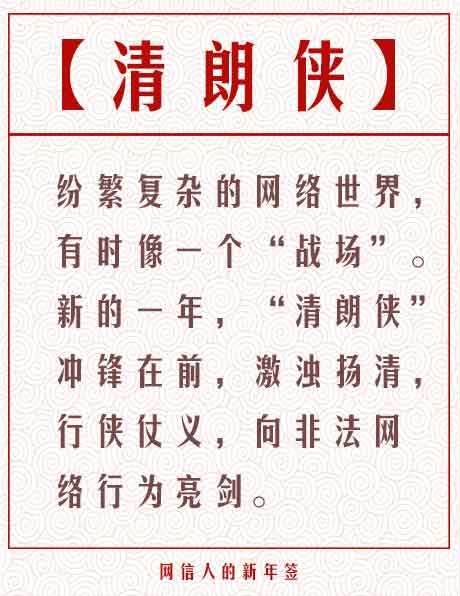 【清朗侠】
纷繁复杂的网络世界，
有时像一个“战场”。
新的一年，“清朗侠”
冲锋在前，激浊扬清，
行侠仗义，向非法网
络行为亮剑。
网信人的新年签